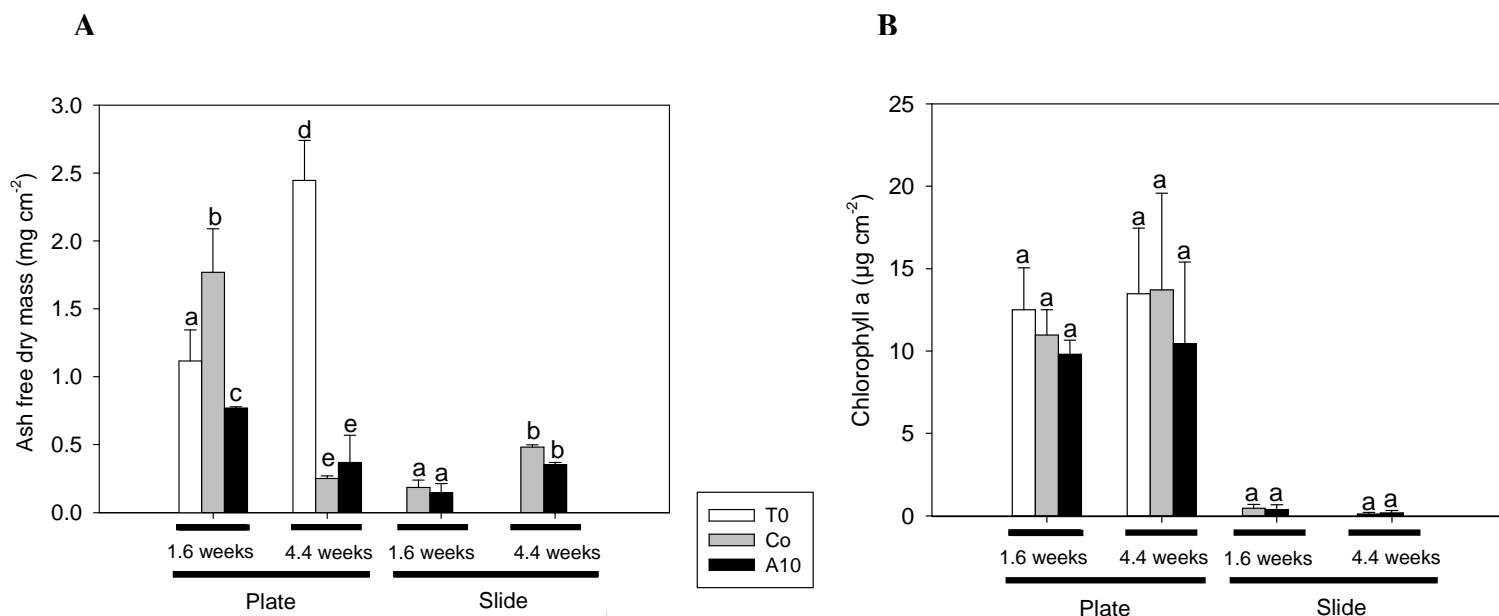 A
Ash free dry mass (mg cm⁻²)
3.0
2.5
2.0
1.5
1.0
0.5
0.0
a
b
c
d
e
e
a
a
b
b
1.6 weeks
4.4 weeks
1.6 weeks
4.4 weeks
Plate
Slide
T0
Co
A10
B
Chlorophyll a (µg cm⁻²)
25
20
15
10
5
0
a
a
a
a
a
a
a
a
a
a
1.6 weeks
4.4 weeks
1.6 weeks
4.4 weeks
Plate
Slide